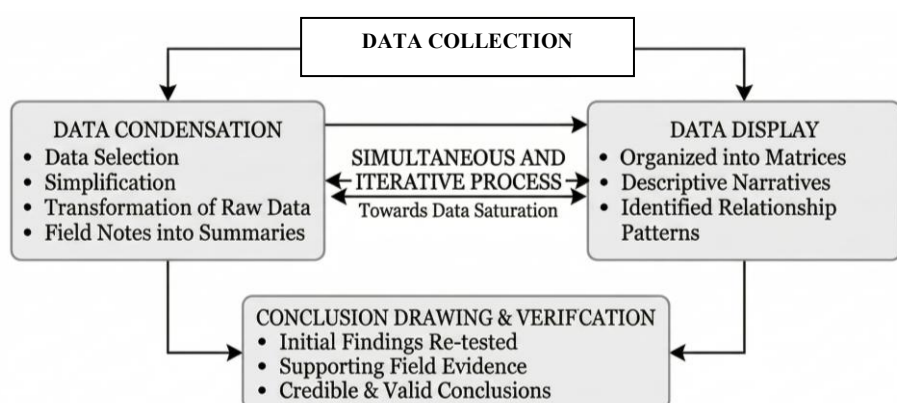 DATA COLLECTION
DATA CONDENSATION
• Data Selection
• Simplification
• Transformation of Raw Data
• Field Notes into Summaries
SIMULTANEOUS AND
ITERATIVE PROCESS
Towards Data Saturation
DATA DISPLAY
• Organized into Matrices
• Descriptive Narratives
• Identified Relationship
Patterns
CONCLUSION DRAWING & VERIFCATION
• Initial Findings Re-tested
• Supporting Field Evidence
• Credible & Valid Conclusions